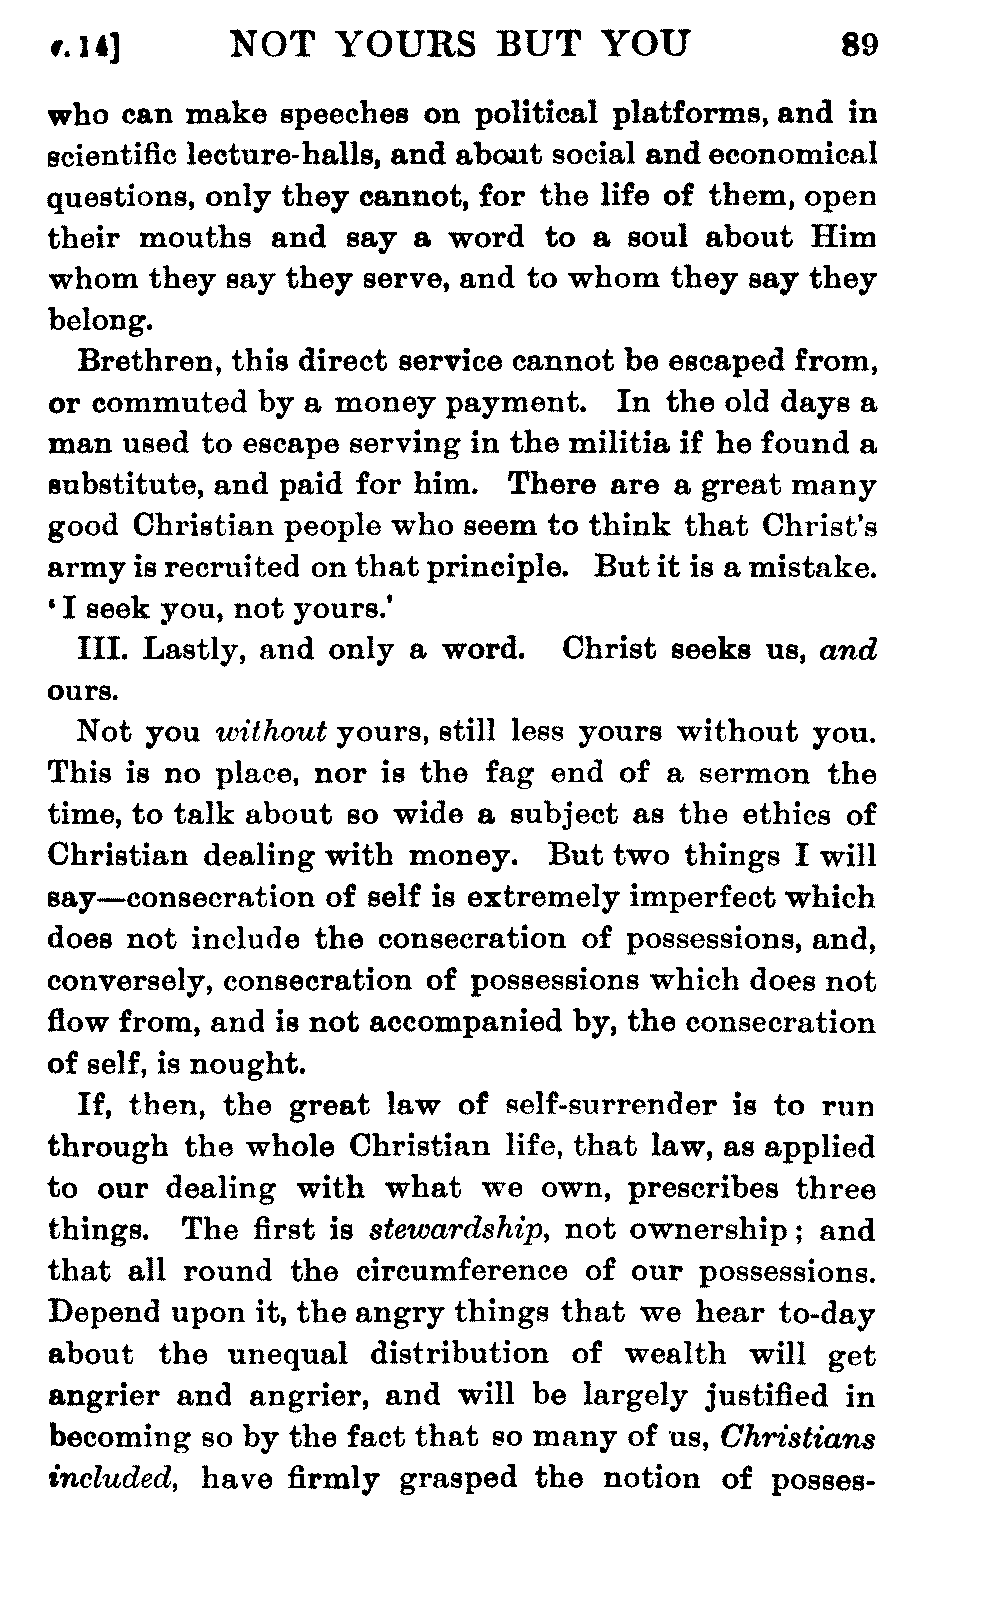 v. 14] NOT YOURS BUT YOU 89
who can make speeches on political platforms, and in
scientific lecture-halls, and about social and economical
questions, only they cannot, for the life of them, open
their mouths and say a word to a soul about Him
whom they say they serve, and to whom they say they
belong.
Brethren, this direct service cannot be escaped from,
or commuted by a money payment. In the old days a
man used to escape serving in the militia if he found a
substitute, and paid for him. There are a great many
good Christian people who seem to think that Christ's
army is recruited on that principle. But it is a mistake.
'I seek you, not yours.'
III. Lastly, and only a word. Christ seeks us, and
ours.
Not you without yours, still less yours without you.
This is no place, nor is the fag end of a sermon the
time, to talk about so wide a subject as the ethics of
Christian dealing with money. But two things I will
say—consecration of self is extremely imperfect which
does not include the consecration of possessions, and,
conversely, consecration of possessions which does not
flow from, and is not accompanied by, the consecration
of self, is nought.
If, then, the great law of self-surrender is to run
through the whole Christian life, that law, as applied
to our dealing with what we own, prescribes three
things. The first is stewardship, not ownership; and
that all round the circumference of our possessions.
Depend upon it, the angry things that we hear to-day
about the unequal distribution of wealth will get
angrier and angrier, and will be largely justified in
becoming so by the fact that so many of us, Christians
included, have firmly grasped the notion of posses-